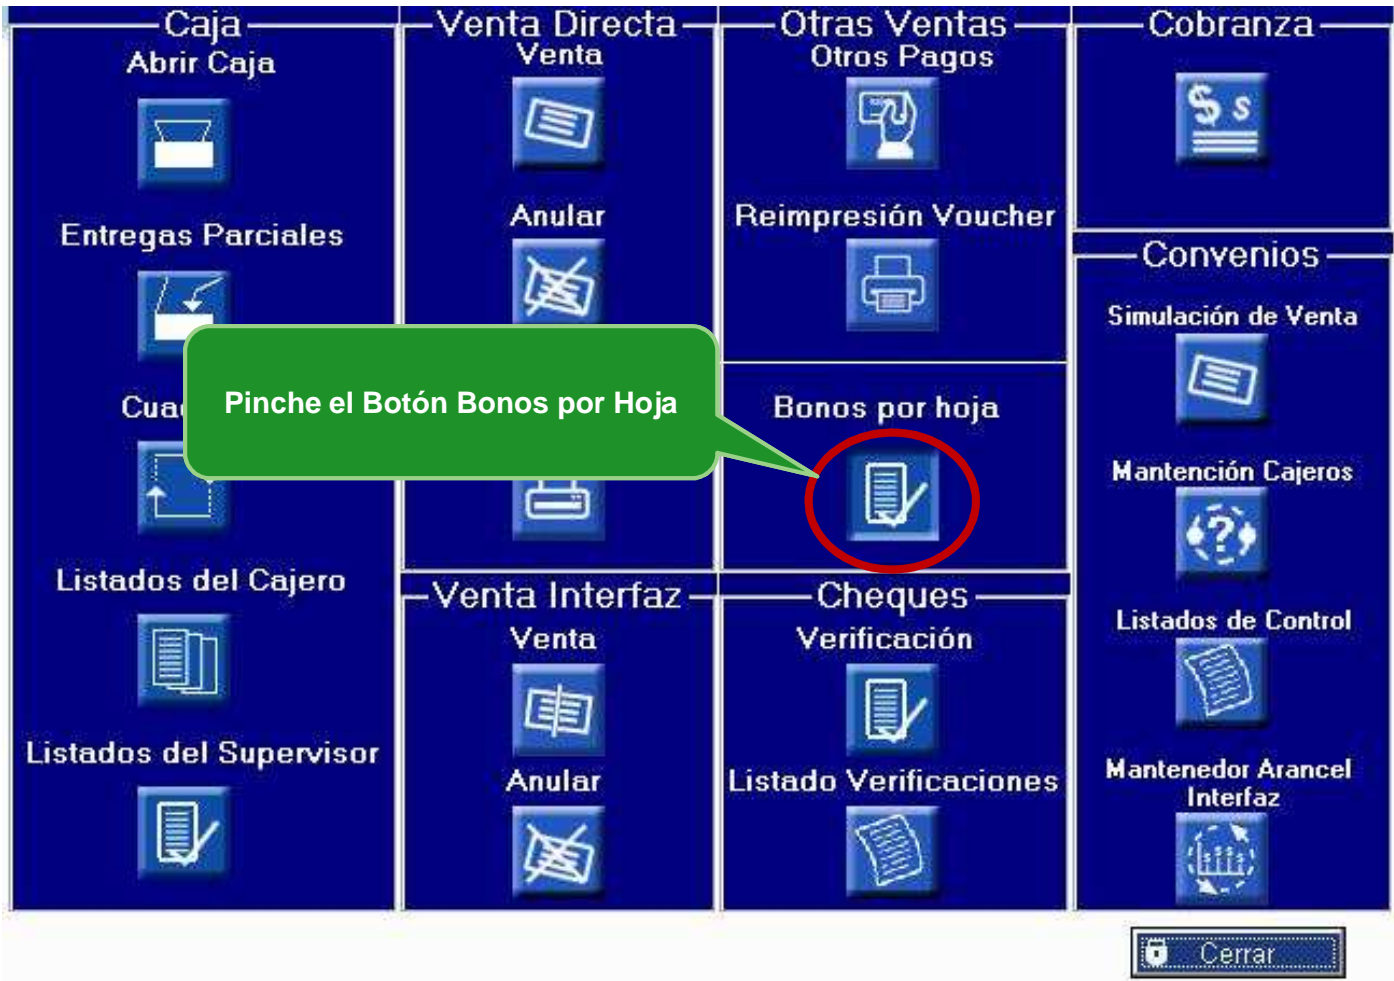 Caja
Abrir Caja
Entregas Parciales
Listados del Cajero
Listados del Supervisor
Venta Directa
Venta
Anular
Pinche el Botón Bonos por Hoja
Venta Interfaz
Venta
Anular
Otras Ventas
Otros Pagos
Reimpresión Voucher
Bonos por hoja
Cheques
Verificación
Listado Verificaciones
Cobranza
$ s
Convenios
Simulación de Venta
Mantención Cajeros
?
Listados de Control
Mantenedor Arancel
Interfaz
Cerrar